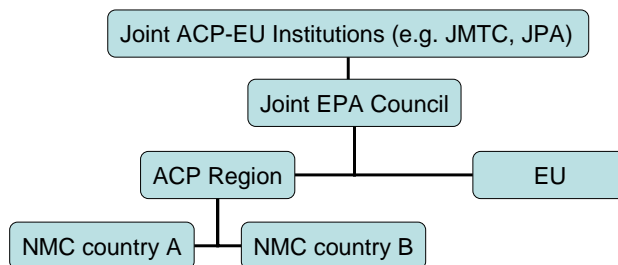 Joint ACP-EU Institutions (e.g. JMTC, JPA)
Joint EPA Council
ACP Region
EU
NMC country A
NMC country B